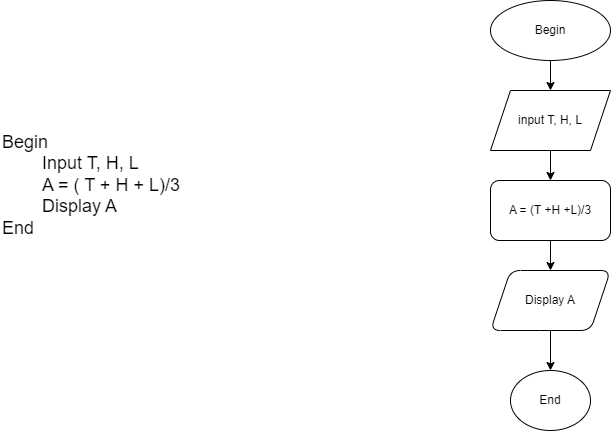 Begin
Input T, H, L
A = ( T + H + L)/3
Display A
End
Begin
input T, H, L
A = (T +H +L)/3
Display A
End